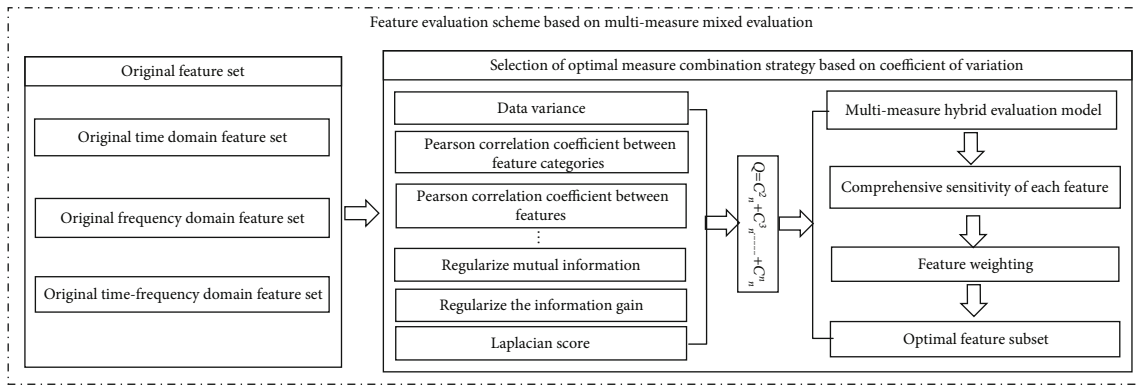 Feature evaluation scheme based on multi-measure mixed evaluation
Original feature set
Original time domain feature set
Original frequency domain feature set
Original time-frequency domain feature set
Selection of optimal measure combination strategy based on coefficient of variation
Data variance
Pearson correlation coefficient between
feature categories
Pearson correlation coefficient between
features
⋮
Regularize mutual information
Regularize the information gain
Laplacian score
Q=C²ₙ+C³ₙ------+Cⁿₙ
Multi-measure hybrid evaluation model
Comprehensive sensitivity of each feature
Feature weighting
Optimal feature subset